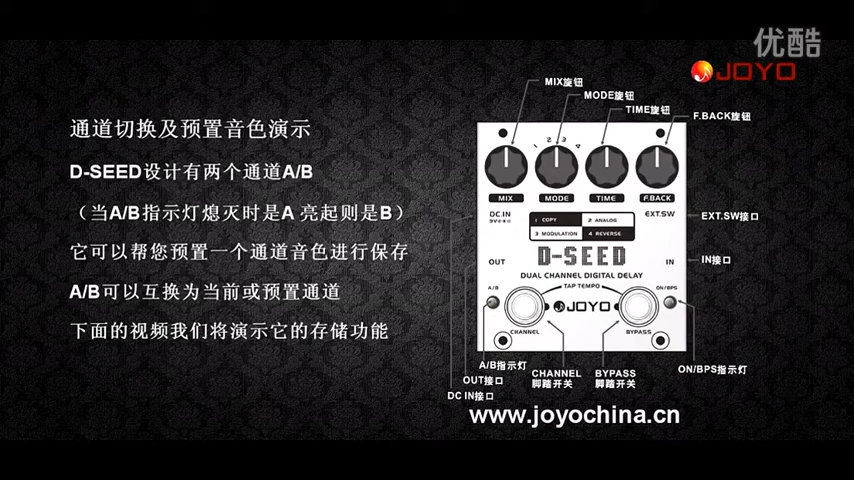 优酷
JOYO
通道切换及预置音色演示
D-SEED设计有两个通道A/B
（当A/B指示灯熄灭时是A 亮起则是B）
它可以帮您预置一个通道音色进行保存
A/B可以互换为当前或预置通道
下面的视频我们将演示它的存储功能
MIX旋钮
MODE旋钮
TIME旋钮
F.BACK旋钮
1 2 3 4
MIX MODE TIME F.BACK
DC.IN
9V
1 COPY 2 ANALOG
3 MODULATION 4 REVERSE
EXT.SW
EXT.SW接口
D-SEED
OUT
IN
IN接口
DUAL CHANNEL DIGITAL DELAY
TAP TEMPO
A/B
ON/BPS
JOYO
CHANNEL
BYPASS
A/B指示灯
OUT接口
DC IN接口
CHANNEL
脚踏开关
BYPASS
脚踏开关
ON/BPS指示灯
www.joyochina.cn